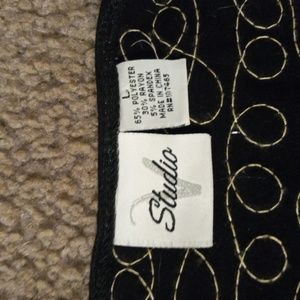 L
65% POLYESTER
30% RAYON
5% SPANDEX
MADE IN CHINA
Studio